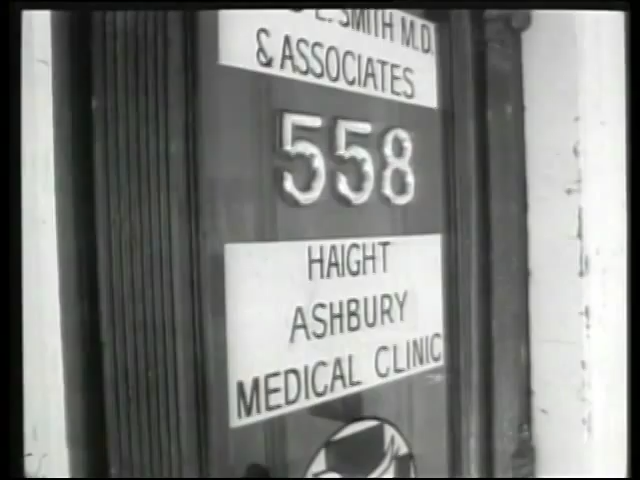 E. SMITH M.D.
& ASSOCIATES
558
HAIGHT
ASHBURY
MEDICAL CLINIC